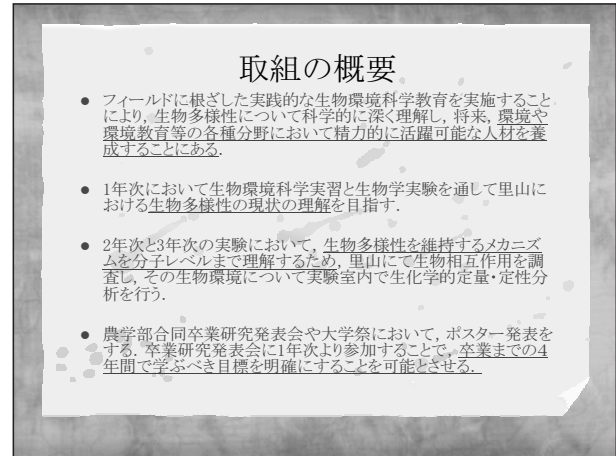 取組の概要
● フィールドに根ざした実践的な生物環境科学教育を実施すること
により, 生物多様性について科学的に深く理解し, 将来, 環境や
環境教育等の各種分野において精力的に活躍可能な人材を養
成することにある.
● 1年次において生物環境科学実習と生物学実験を通して里山に
おける生物多様性の現状の理解を目指す.
● 2年次と3年次の実験において, 生物多様性を維持するメカニズ
ムを分子レベルまで理解するため, 里山にて生物相互作用を調
査し, その生物環境について実験室内で生化学的定量・定性分
析を行う.
● 農学部合同卒業研究発表会や大学祭において, ポスター発表を
する. 卒業研究発表会に1年次より参加することで, 卒業までの4
年間で学ぶべき目標を明確にすることを可能とさせる.